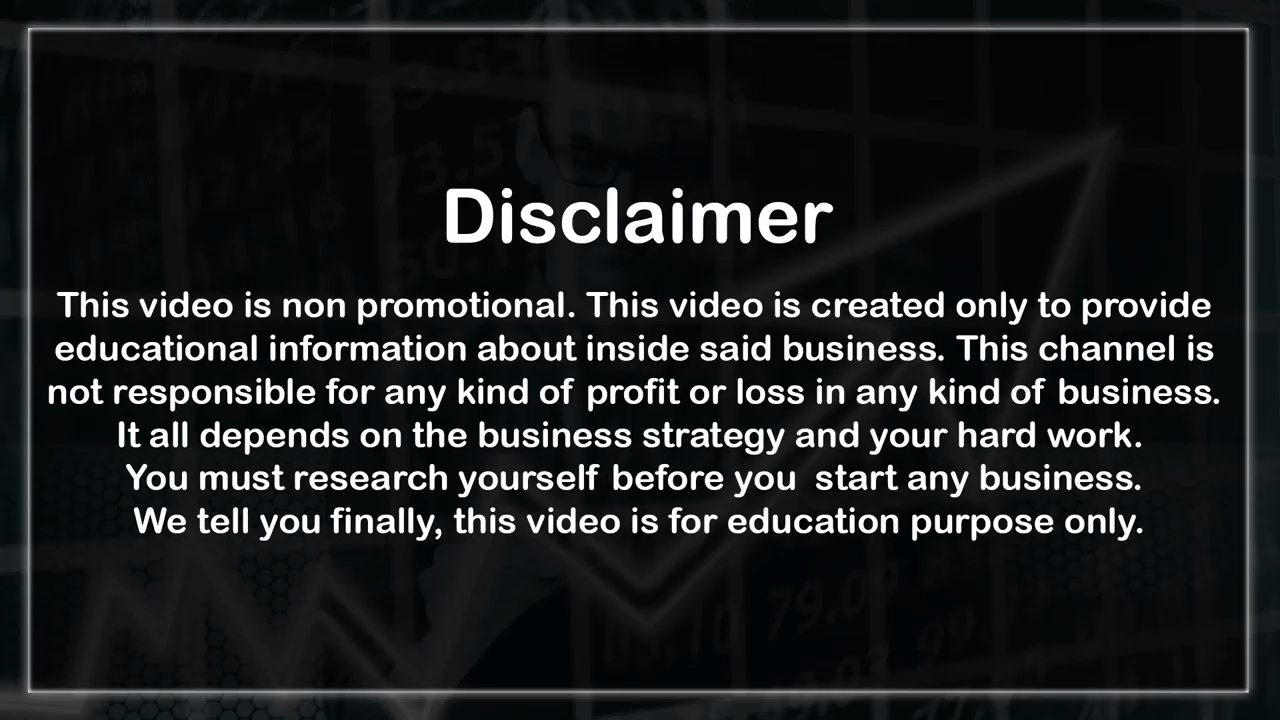 Disclaimer
This video is non promotional. This video is created only to provide
educational information about inside said business. This channel is
not responsible for any kind of profit or loss in any kind of business.
It all depends on the business strategy and your hard work.
You must research yourself before you  start any business.
We tell you finally, this video is for education purpose only.